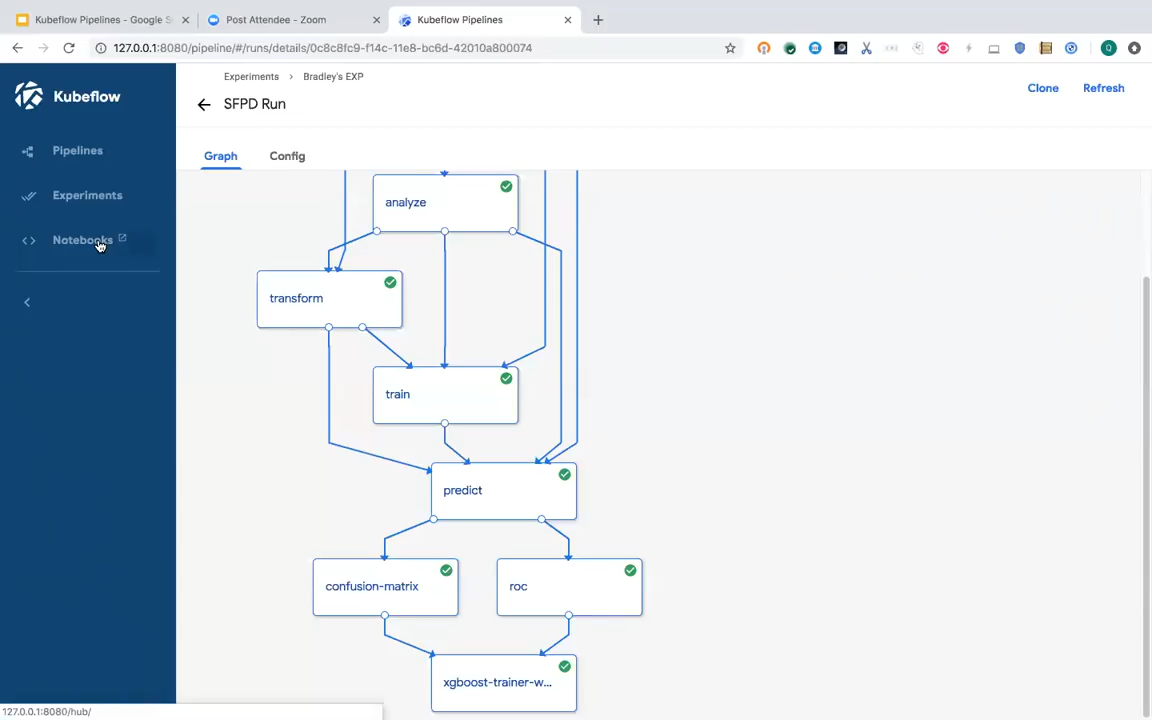 Kubeflow Pipelines - Google S
Post Attendee - Zoom
Kubeflow Pipelines
127.0.0.1:8080/pipeline/#/runs/details/0c8c8fc9-f14c-11e8-bc6d-42010a800074
Q
Kubeflow
Pipelines
Experiments
Notebooks
Experiments > Bradley's EXP
SFPD Run
Clone
Refresh
Graph
Config
analyze
transform
train
predict
confusion-matrix
roc
xgboost-trainer-w...
127.0.0.1:8080/hub/